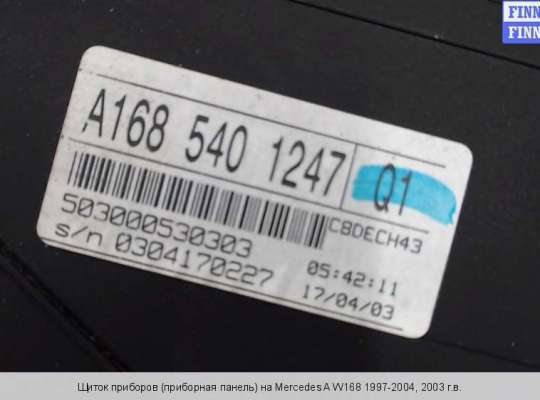 FINN
FINN
A168 540 1247 Q1
C8DECH43
503000530303
s/n 0304170227
05:42:11
17/04/03
Щиток приборов (приборная панель) на Mercedes A W168 1997-2004, 2003 г.в.